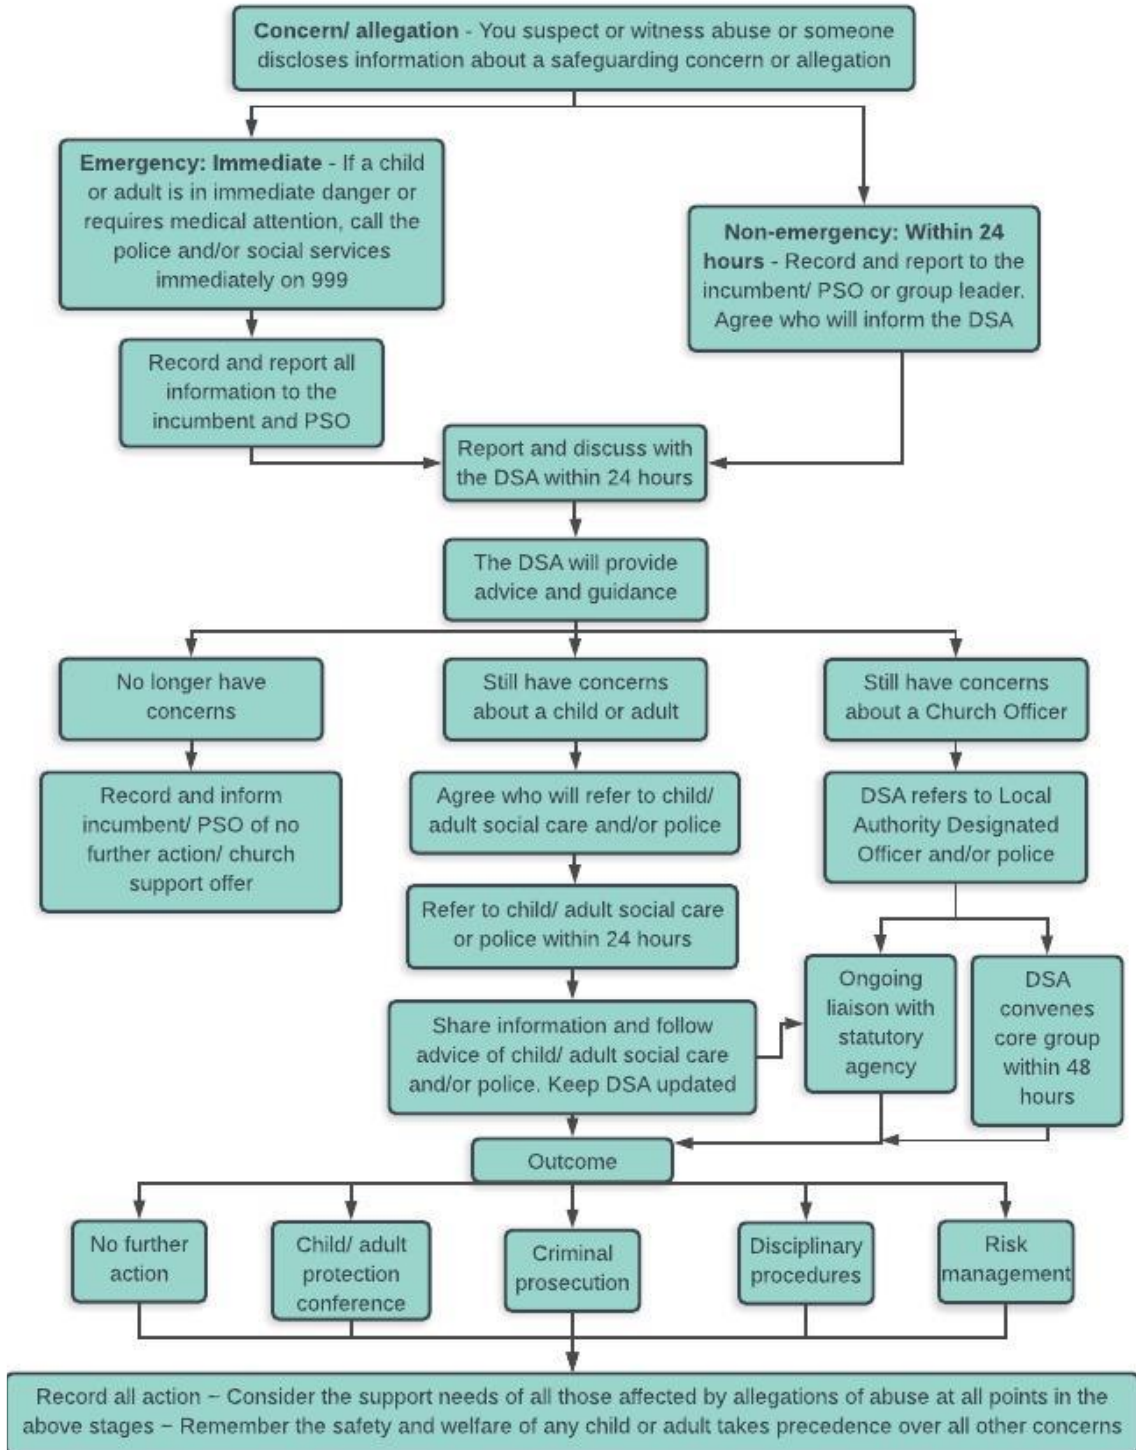 Concern/ allegation - You suspect or witness abuse or someone
discloses information about a safeguarding concern or allegation
Emergency: Immediate - If a child
or adult is in immediate danger or
requires medical attention, call the
police and/or social services
immediately on 999
Non-emergency: Within 24
hours - Record and report to the
incumbent/ PSO or group leader.
Agree who will inform the DSA
Record and report all
information to the
incumbent and PSO
Report and discuss with
the DSA within 24 hours
The DSA will provide
advice and guidance
No longer have
concerns
Still have concerns
about a child or adult
Still have concerns
about a Church Officer
Record and inform
incumbent/ PSO of no
further action/ church
support offer
Agree who will refer to child/
adult social care and/or police
DSA refers to Local
Authority Designated
Officer and/or police
Refer to child/ adult social care
or police within 24 hours
Share information and follow
advice of child/ adult social care
and/or police. Keep DSA updated
Ongoing
liaison with
statutory
agency
DSA
convenes
core group
within 48
hours
Outcome
No further
action
Child/ adult
protection
conference
Criminal
prosecution
Disciplinary
procedures
Risk
management
Record all action – Consider the support needs of all those affected by allegations of abuse at all points in the
above stages – Remember the safety and welfare of any child or adult takes precedence over all other concerns